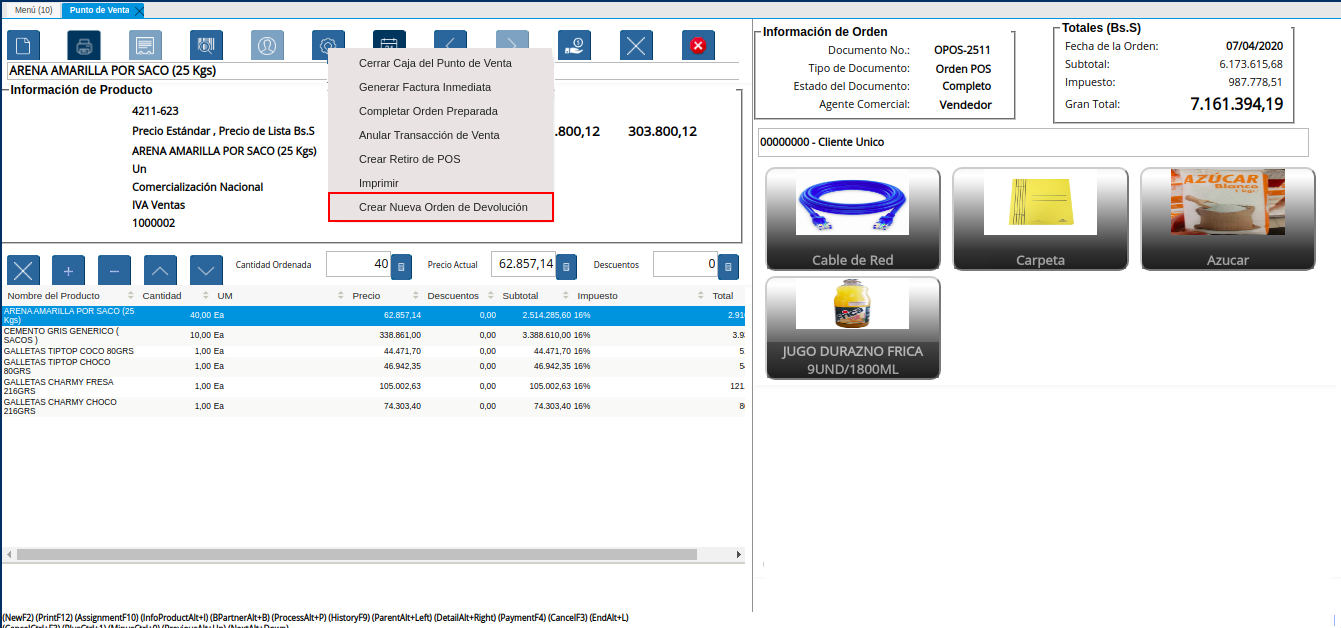 Menú (10)
Punto de Venta
ARENA AMARILLA POR SACO (25 Kgs)
Información de Producto
4211-623
Precio Estándar , Precio de Lista Bs.S
.800,12
303.800,12
ARENA AMARILLA POR SACO (25 Kgs)
Un
Comercialización Nacional
IVA Ventas
1000002
Cerrar Caja del Punto de Venta
Generar Factura Inmediata
Completar Orden Preparada
Anular Transacción de Venta
Crear Retiro de POS
Imprimir
Crear Nueva Orden de Devolución
Cantidad Ordenada 40 Precio Actual 62.857,14 Descuentos 0
Nombre del Producto Cantidad UM Precio Descuentos Subtotal Impuesto Total
ARENA AMARILLA POR SACO (25
Kgs)
40,00 Ea 62.857,14 0,00 2.514.285,60 16% 2.91
CEMENTO GRIS GENERICO (
SACOS )
10,00 Ea 338.861,00 0,00 3.388.610,00 16% 3.9
GALLETAS TIPTOP COCO 80GRS 1,00 Ea 44.471,70 0,00 44.471,70 16% 5
GALLETAS TIPTOP CHOCO
80GRS
1,00 Ea 46.942,35 0,00 46.942,35 16% 5
GALLETAS CHARMY FRESA
216GRS
1,00 Ea 105.002,63 0,00 105.002,63 16% 121
GALLETAS CHARMY CHOCO
216GRS
1,00 Ea 74.303,40 0,00 74.303,40 16% 8
(NewF2) (PrintF12) (AssignmentF10) (InfoProductAlt+I) (BPartnerAlt+B) (ProcessAlt+P) (HistoryF9) (ParentAlt+Left) (DetailAlt+Right) (PaymentF4) (CancelF3) (EndAlt+L)
Información de Orden
Documento No.: OPOS-2511
Tipo de Documento: Orden POS
Estado del Documento: Completo
Agente Comercial: Vendedor
Totales (Bs.S)
Fecha de la Orden: 07/04/2020
Subtotal: 6.173.615,68
Impuesto: 987.778,51
Gran Total: 7.161.394,19
00000000 - Cliente Unico
Cable de Red
Carpeta
AZÚCAR
Blanco
Azucar
JUGO DURAZNO FRICA
9UND/1800ML